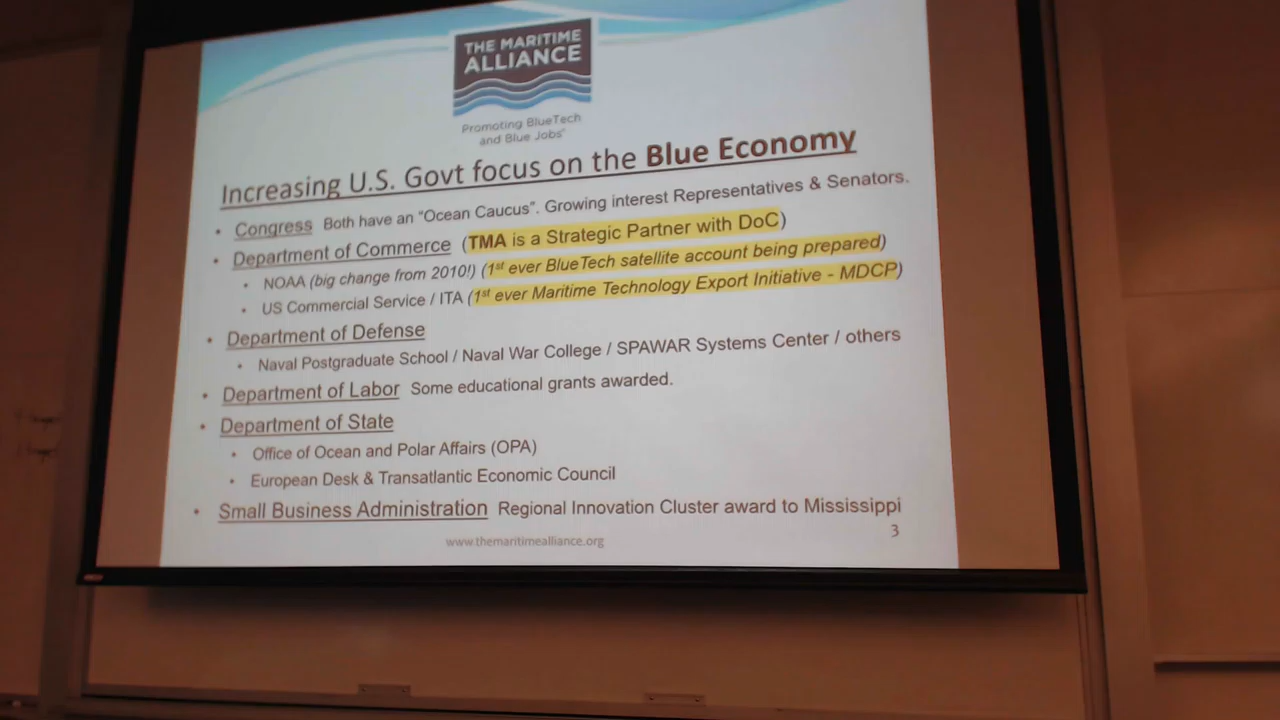 THE MARITIME
ALLIANCE
Promoting BlueTech
and Blue Jobs®
Increasing U.S. Govt focus on the Blue Economy
• Congress Both have an "Ocean Caucus". Growing interest Representatives & Senators.
• Department of Commerce (TMA is a Strategic Partner with DoC)
• NOAA (big change from 2010!) (1st ever BlueTech satellite account being prepared)
• US Commercial Service / ITA (1st ever Maritime Technology Export Initiative - MDCP)
• Department of Defense
• Naval Postgraduate School / Naval War College / SPAWAR Systems Center / others
• Department of Labor Some educational grants awarded.
• Department of State
• Office of Ocean and Polar Affairs (OPA)
• European Desk & Transatlantic Economic Council
• Small Business Administration Regional Innovation Cluster award to Mississippi
www.themaritimealliance.org
3